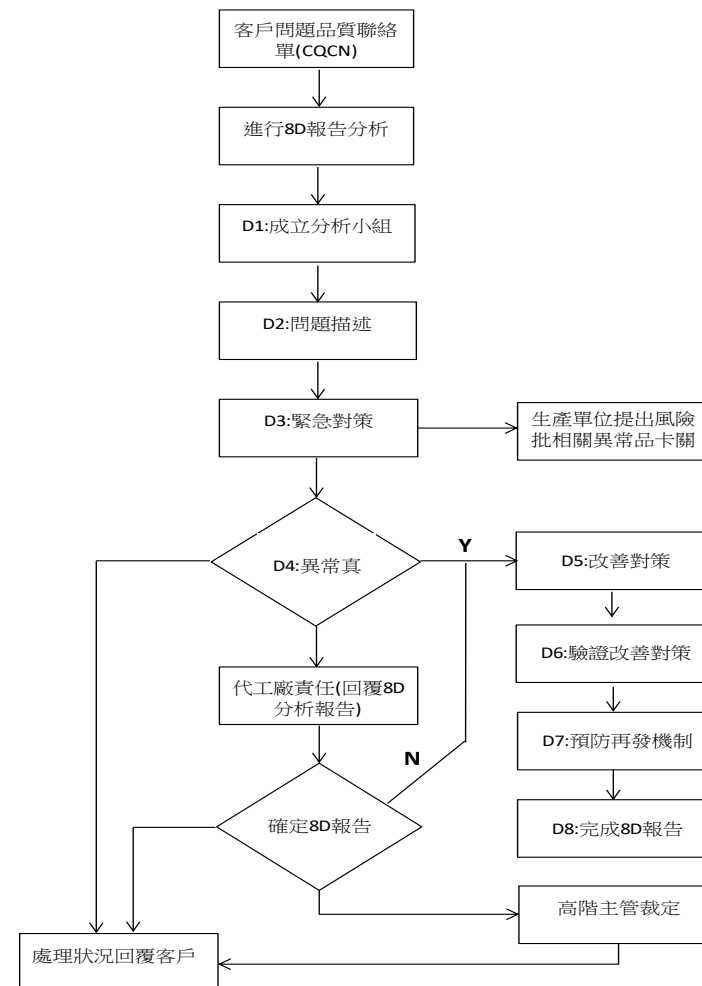 客戶問題品質聯絡
單(CQCN)
進行8D報告分析
D1:成立分析小組
D2:問題描述
D3:緊急對策
生產單位提出風險
批相關異常品卡關
Y
D4:異常真
D5:改善對策
D6:驗證改善對策
代工廠責任(回覆8D
分析報告)
D7:預防再發機制
N
確定8D報告
D8:完成8D報告
高階主管裁定
處理狀況回覆客戶